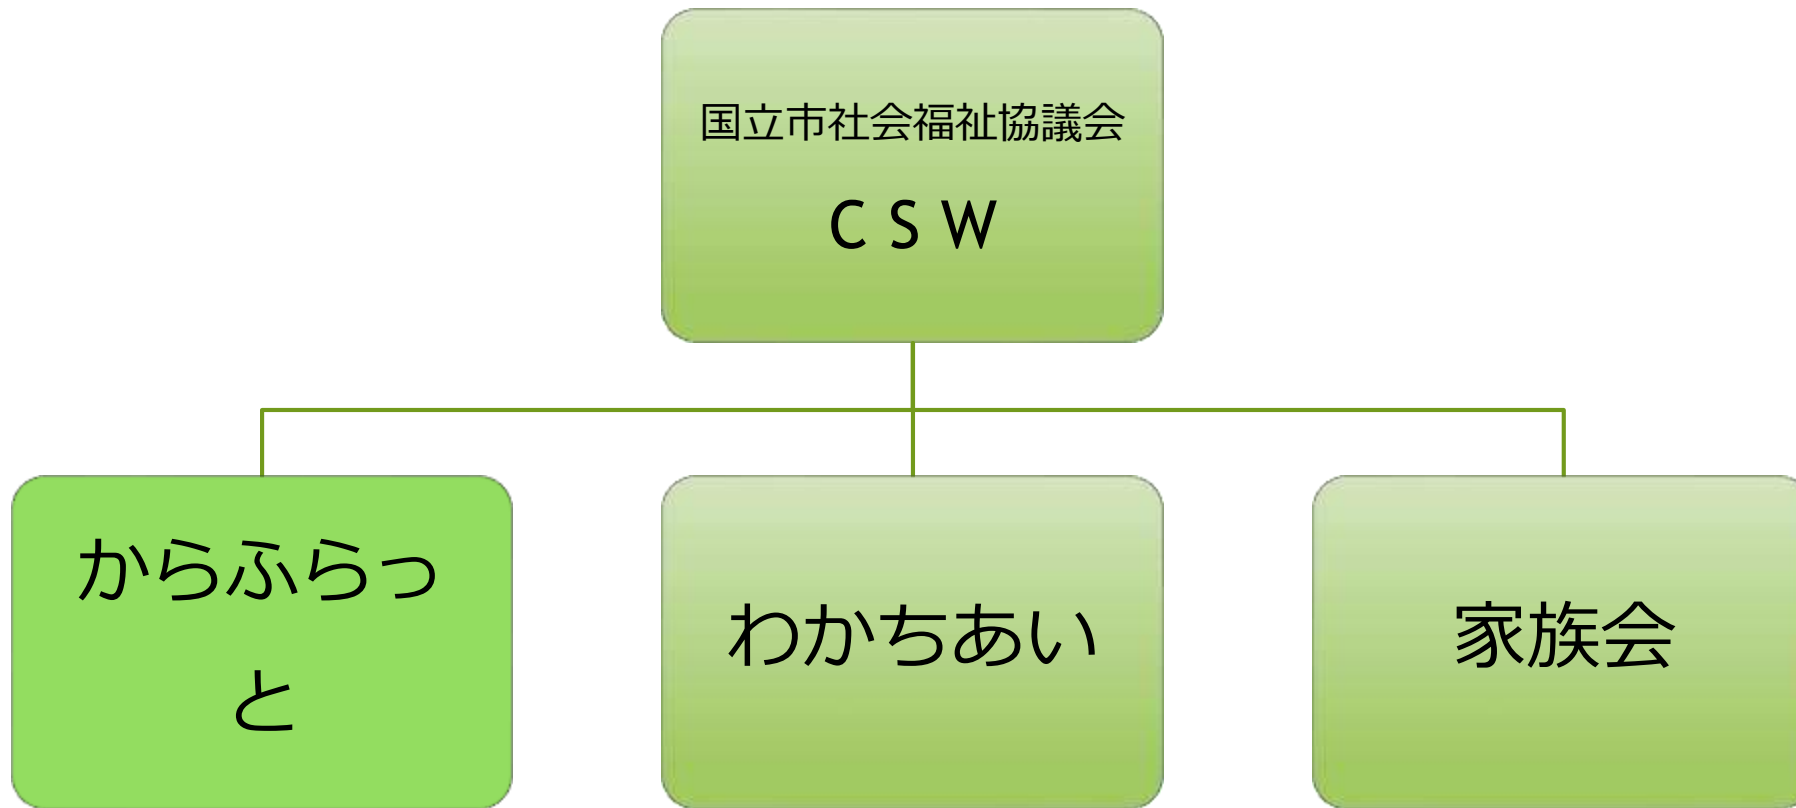 国立市社会福祉協議会
C S W
からふらっ
と
わかちあい
家族会